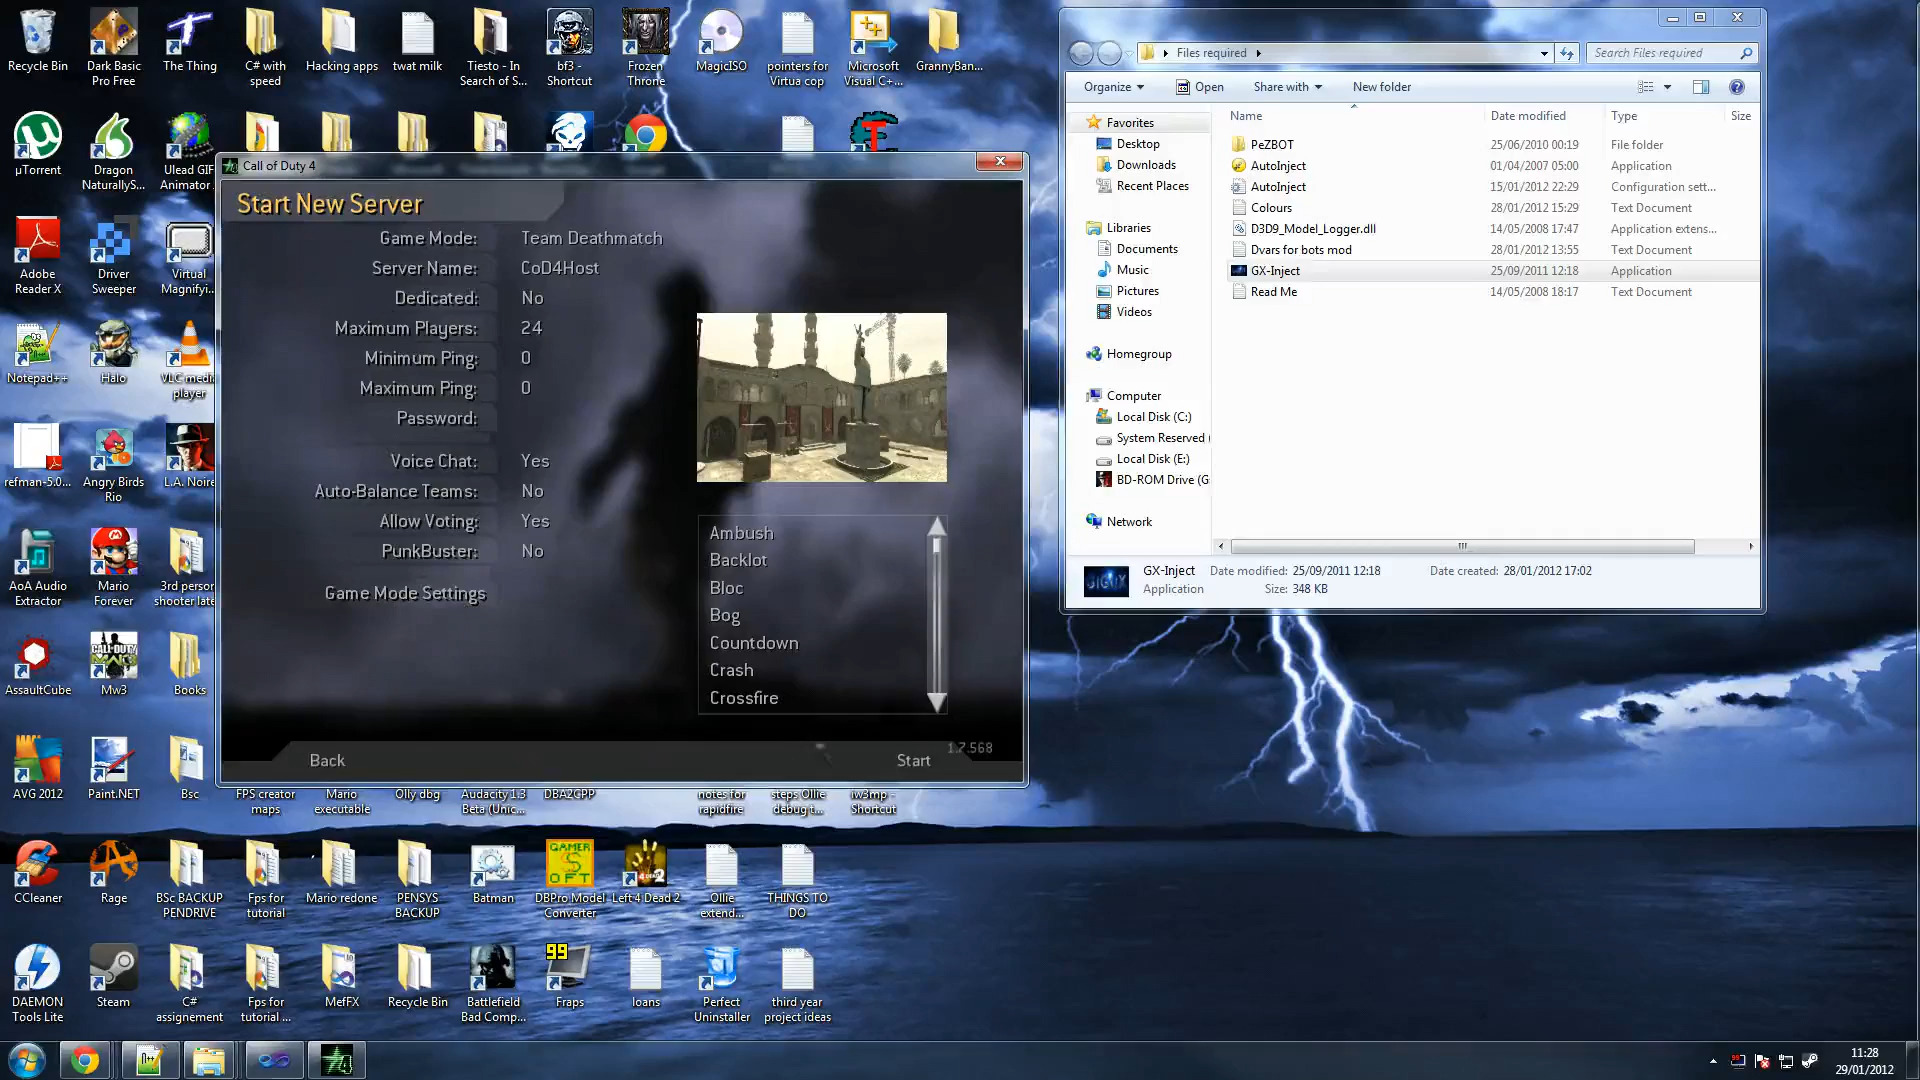 Recycle Bin
Dark Basic
Pro Free
The Thing
C# with
speed
Hacking apps
twat milk
Tiesto - In
Search of S...
bf3 -
Shortcut
Frozen
Throne
MagicISO
pointers for
Virtua cop
Microsoft
Visual C+...
GrannyBan...
µTorrent
Dragon
NaturallyS...
Ulead GIF
Animator
Adobe
Reader X
Driver
Sweeper
Virtual
Magnifyi...
Notepad++
Halo
VLC medi
player
refman-5.0...
Angry Birds
Rio
L.A. Noire
AoA Audio
Extractor
Mario
Forever
3rd person
shooter late
AssaultCube
Mw3
Books
AVG 2012
Paint.NET
Bsc
FPS creator
maps
Mario
executable
Olly dbg
Audacity 1.3
Beta (Unic...
DBA2CPP
notes for
rapidfire
steps Ollie
debug t...
iw3mp -
Shortcut
CCleaner
Rage
BSc BACKUP
PENDRIVE
Fps for
tutorial
Mario redone
PENSYS
BACKUP
Batman
GAMER
S
OFT
DBPro Model
Converter
Left 4 Dead 2
Ollie
extend...
THINGS TO
DO
DAEMON
Tools Lite
Steam
C#
assignement
Fps for
tutorial ...
MefFX
Recycle Bin
Battlefield
Bad Comp...
99
Fraps
loans
Perfect
Uninstaller
third year
project ideas
Call of Duty 4
Start New Server
Game Mode: Team Deathmatch
Server Name: CoD4Host
Dedicated: No
Maximum Players: 24
Minimum Ping: 0
Maximum Ping: 0
Password:
Voice Chat: Yes
Auto-Balance Teams: No
Allow Voting: Yes
PunkBuster: No
Game Mode Settings
Ambush
Backlot
Bloc
Bog
Countdown
Crash
Crossfire
1.7.568
Back
Start
Files required
Search Files required
Organize Open Share with New folder
Name Date modified Type Size
PeZBOT 25/06/2010 00:19 File folder
AutoInject 01/04/2007 05:00 Application
AutoInject 15/01/2012 22:29 Configuration sett...
Colours 28/01/2012 15:29 Text Document
D3D9_Model_Logger.dll 14/05/2008 17:47 Application extens...
Dvars for bots mod 28/01/2012 13:55 Text Document
GX-Inject 25/09/2011 12:18 Application
Read Me 14/05/2008 18:17 Text Document
Favorites
Desktop
Downloads
Recent Places
Libraries
Documents
Music
Pictures
Videos
Homegroup
Computer
Local Disk (C:)
System Reserved (
Local Disk (E:)
BD-ROM Drive (G
Network
GX-Inject Date modified: 25/09/2011 12:18 Date created: 28/01/2012 17:02
Application Size: 348 KB
11:28
29/01/2012